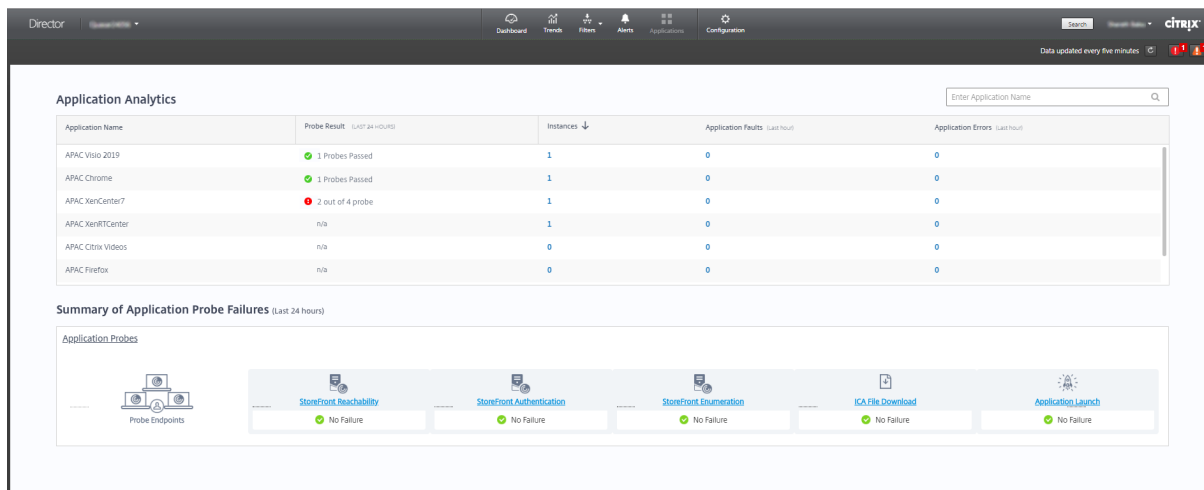 Director
Dashboard Trends Filters Alerts Applications Configuration
Search
CİTRIX
Data updated every five minutes
1
Application Analytics
Enter Application Name
Application Name Probe Result (LAST 24 HOURS) Instances Application Faults (Last hour) Application Errors (Last hour)
APAC Visio 2019 1 Probes Passed 1 0 0
APAC Chrome 1 Probes Passed 1 0 0
APAC XenCenter7 2 out of 4 probe 1 0 0
APAC XenRTCenter n/a 1 0 0
APAC Citrix Videos n/a 0 0 0
APAC Firefox n/a 0 0 0
Summary of Application Probe Failures (Last 24 hours)
Application Probes
Probe Endpoints
StoreFront Reachability StoreFront Authentication StoreFront Enumeration ICA File Download Application Launch
No Failure No Failure No Failure No Failure No Failure